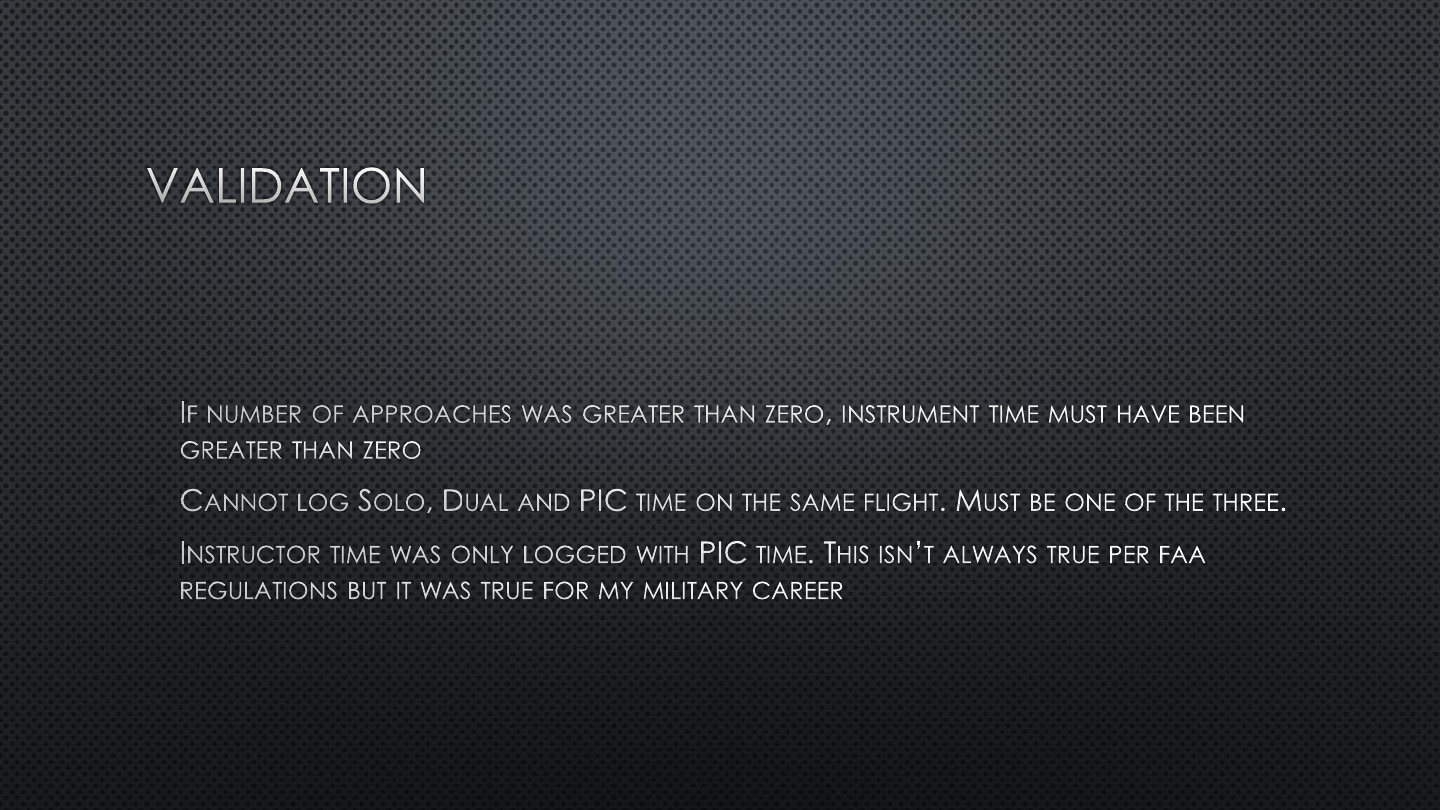 VALIDATION
IF NUMBER OF APPROACHES WAS GREATER THAN ZERO, INSTRUMENT TIME MUST HAVE BEEN
GREATER THAN ZERO
CANNOT LOG SOLO, DUAL AND PIC TIME ON THE SAME FLIGHT. MUST BE ONE OF THE THREE.
INSTRUCTOR TIME WAS ONLY LOGGED WITH PIC TIME. THIS ISN’T ALWAYS TRUE PER FAA
REGULATIONS BUT IT WAS TRUE FOR MY MILITARY CAREER